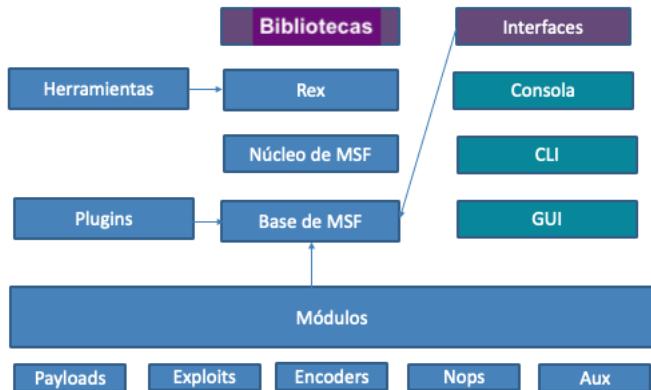 Bibliotecas
Interfaces
Herramientas
Rex
Consola
Núcleo de MSF
CLI
Plugins
Base de MSF
GUI
Módulos
Payloads
Exploits
Encoders
Nops
Aux